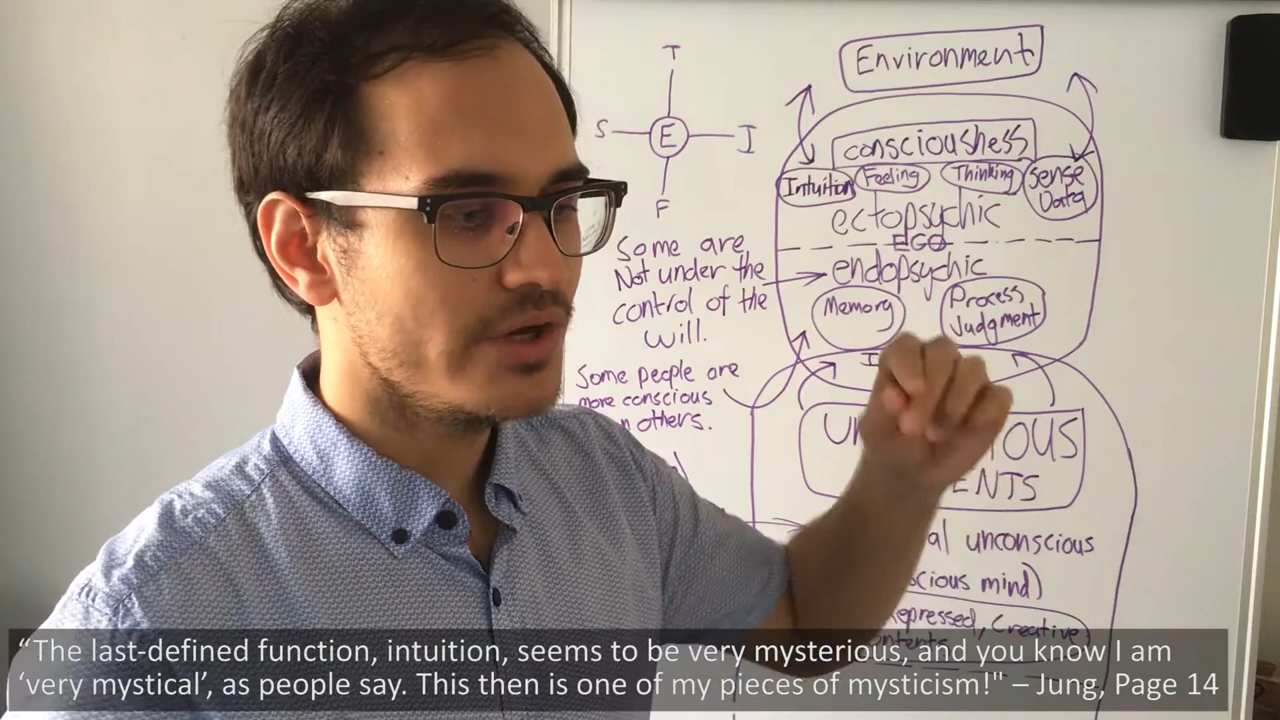 T
S E I
F
Environment
consciousness
Intuition Feeling Thinking Sense Data
ectopsychic
EGO
endopsychic
Memory
Process
Judgment
Some are
Not under the
control of the
will.
Some people are
more conscious
others.
unconscious
mind)
Creative
“The last-defined function, intuition, seems to be very mysterious, and you know I am
‘very mystical’, as people say. This then is one of my pieces of mysticism!" – Jung, Page 14